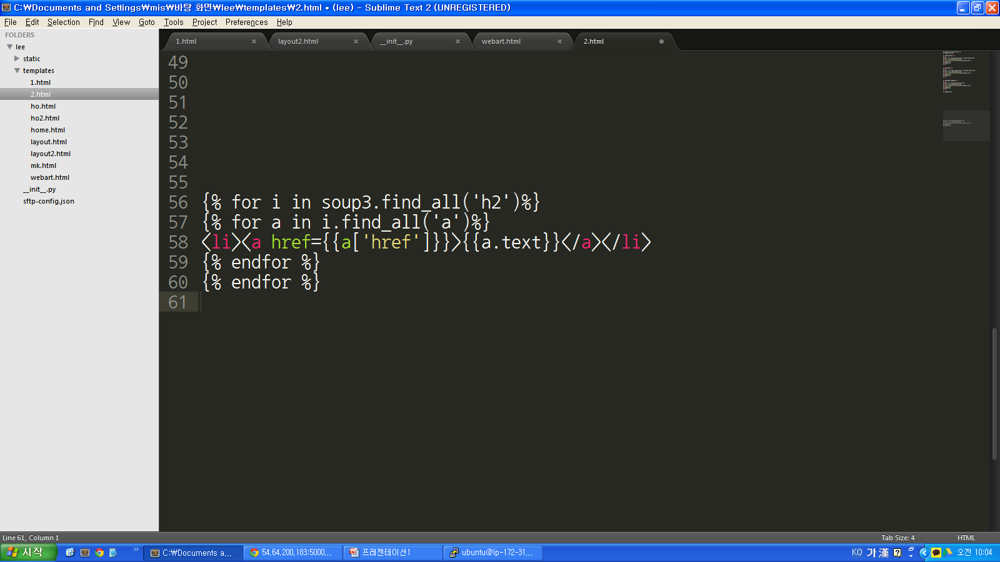 C:₩Documents and Settings₩mis₩바탕 화면₩lee₩templates₩2.html • (lee) - Sublime Text 2 (UNREGISTERED)
File Edit Selection Find View Goto Tools Project Preferences Help
FOLDERS
lee
static
templates
1.html
2.html
ho.html
ho2.html
home.html
layout.html
layout2.html
mk.html
webart.html
__init__.py
sftp-config.json
1.html × layout2.html × __init__.py × webart.html × 2.html
49
50
51
52
53
54
55
56 {% for i in soup3.find_all('h2')%}
57 {% for a in i.find_all('a')%}
58 <li><a href={{a['href']}}>{{a.text}}</a></li>
59 {% endfor %}
60 {% endfor %}
61
Line 61, Column 1 Tab Size: 4 HTML
시작 C:₩Documents a... 54,64,200,183:5000,... 프레젠테이션1 ubuntu@ip-172-31,... KO 가 漢 오전 10:04